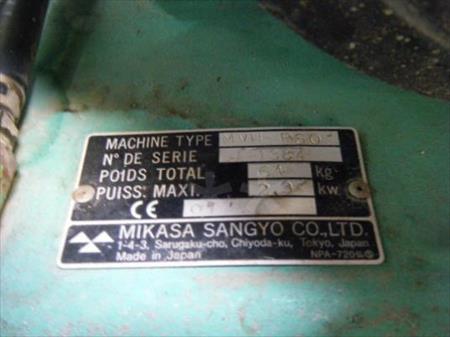 MACHINE TYPE
N° DE SERIE
POIDS TOTAL kg
PUISS. MAXI. kw
CE
MIKASA SANGYO CO.,LTD.
1-4-3, Sarugaku-cho, Chiyoda-ku, Tokyo, Japan
Made in Japan